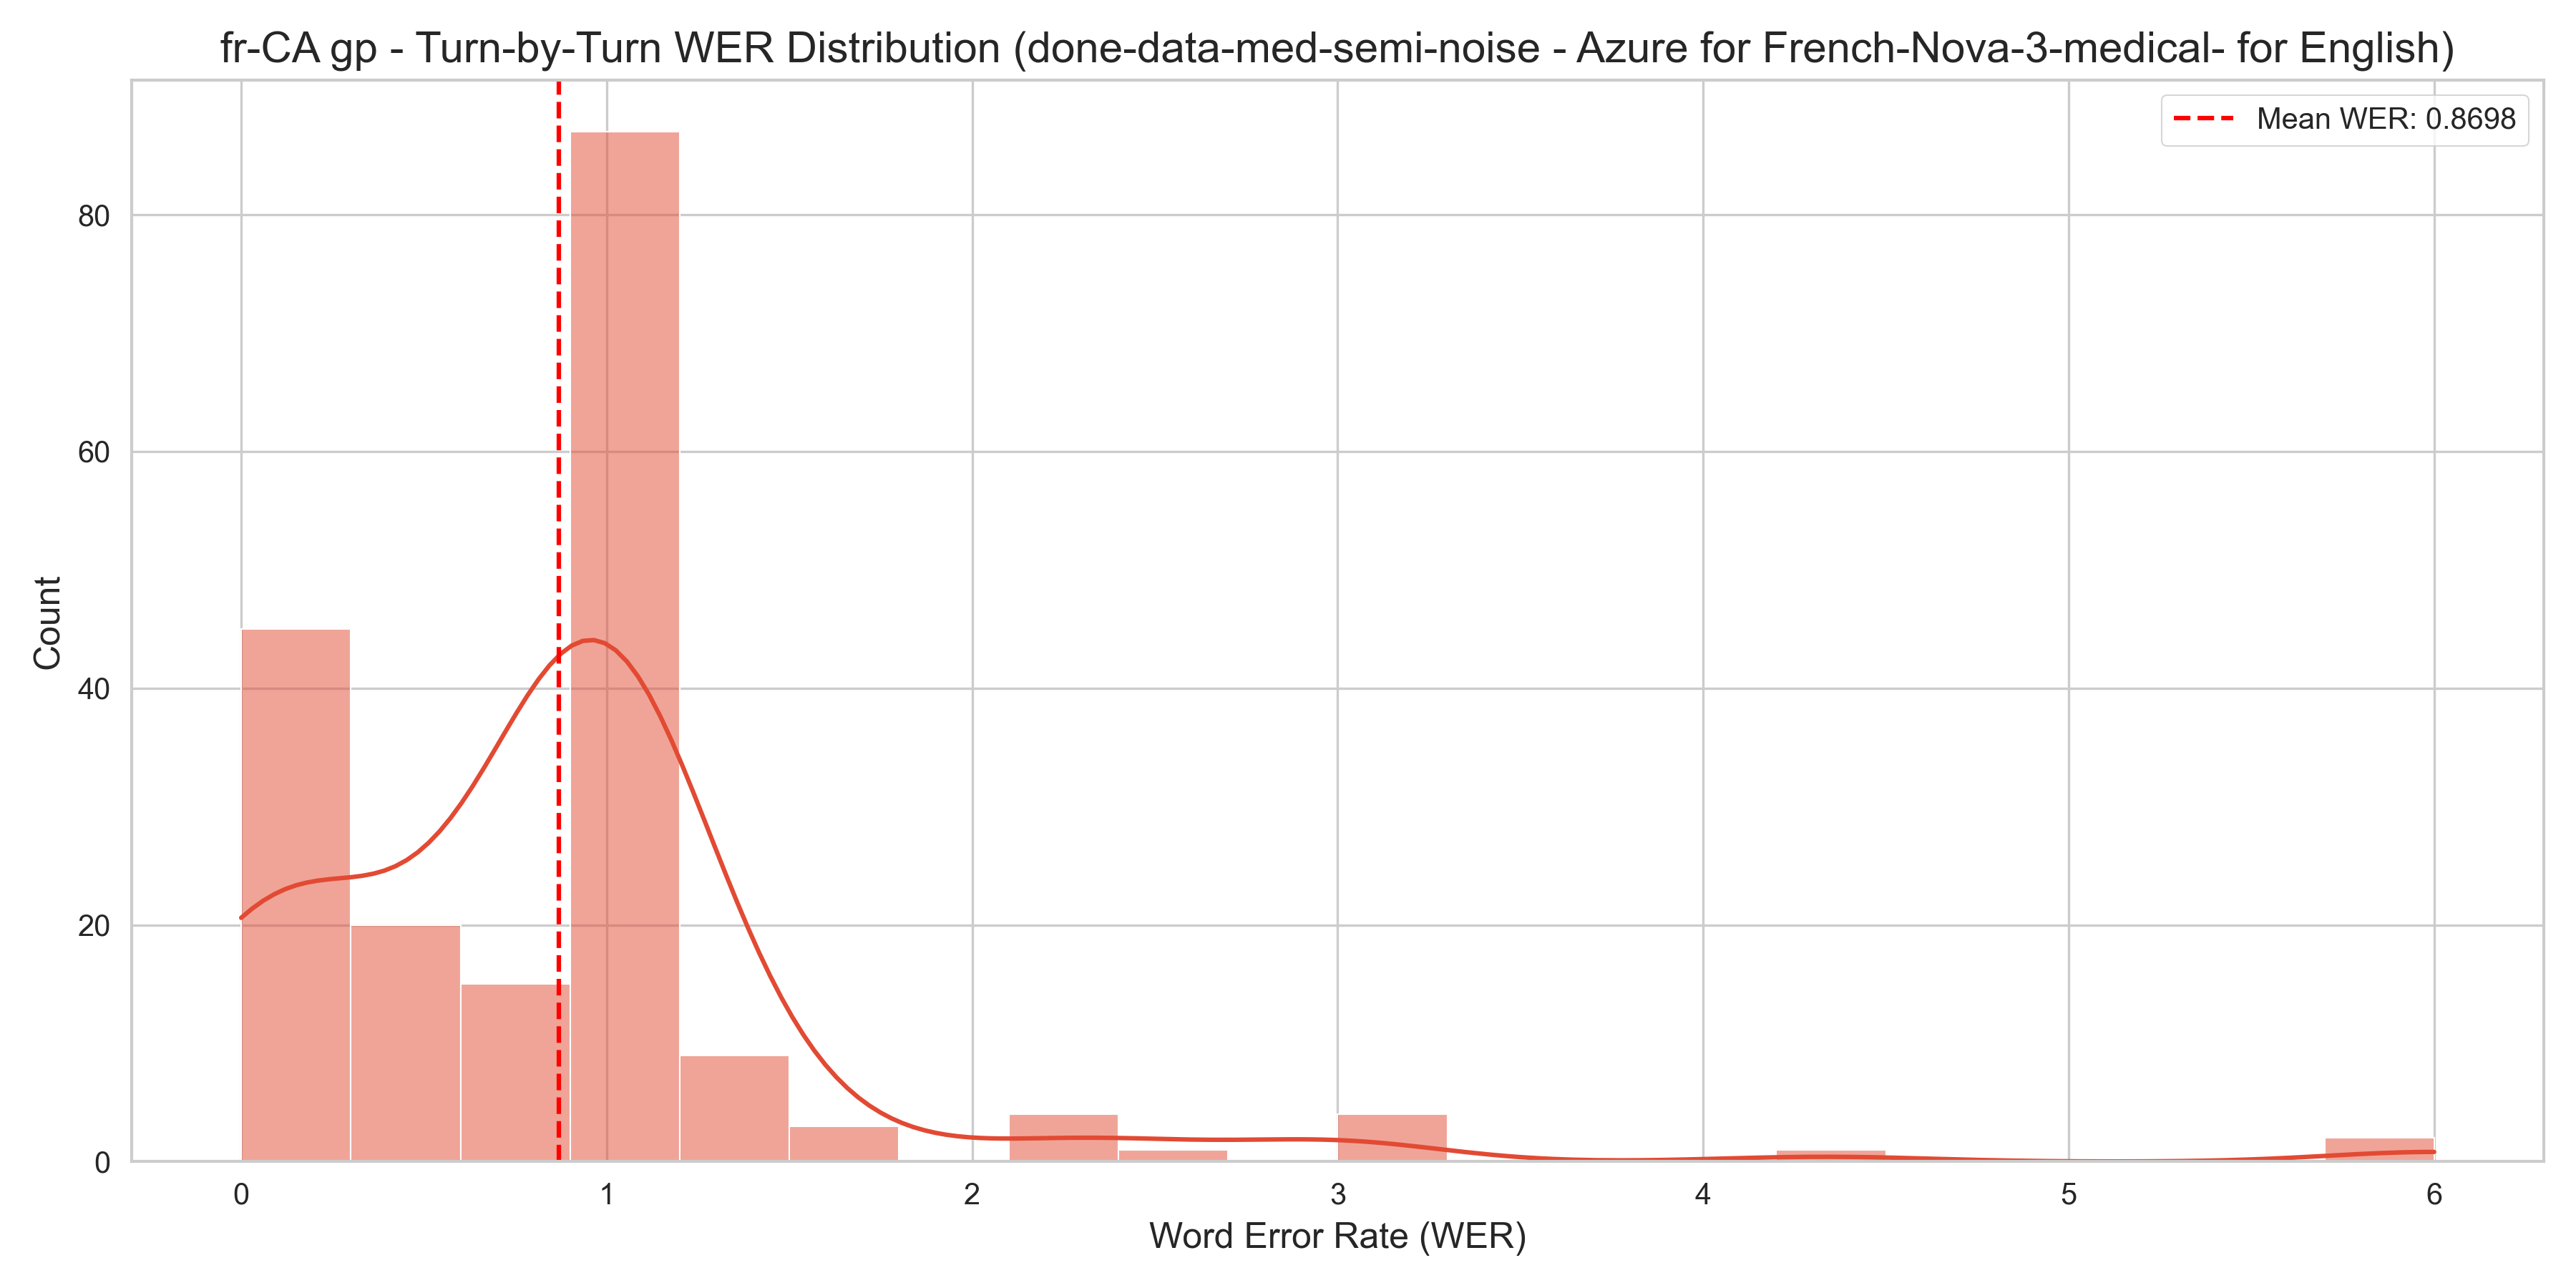 fr-CA gp - Turn-by-Turn WER Distribution (done-data-med-semi-noise - Azure for French-Nova-3-medical- for English)
Mean WER: 0.8698
Count
80
60
40
20
0
0 1 2 3 4 5 6
Word Error Rate (WER)